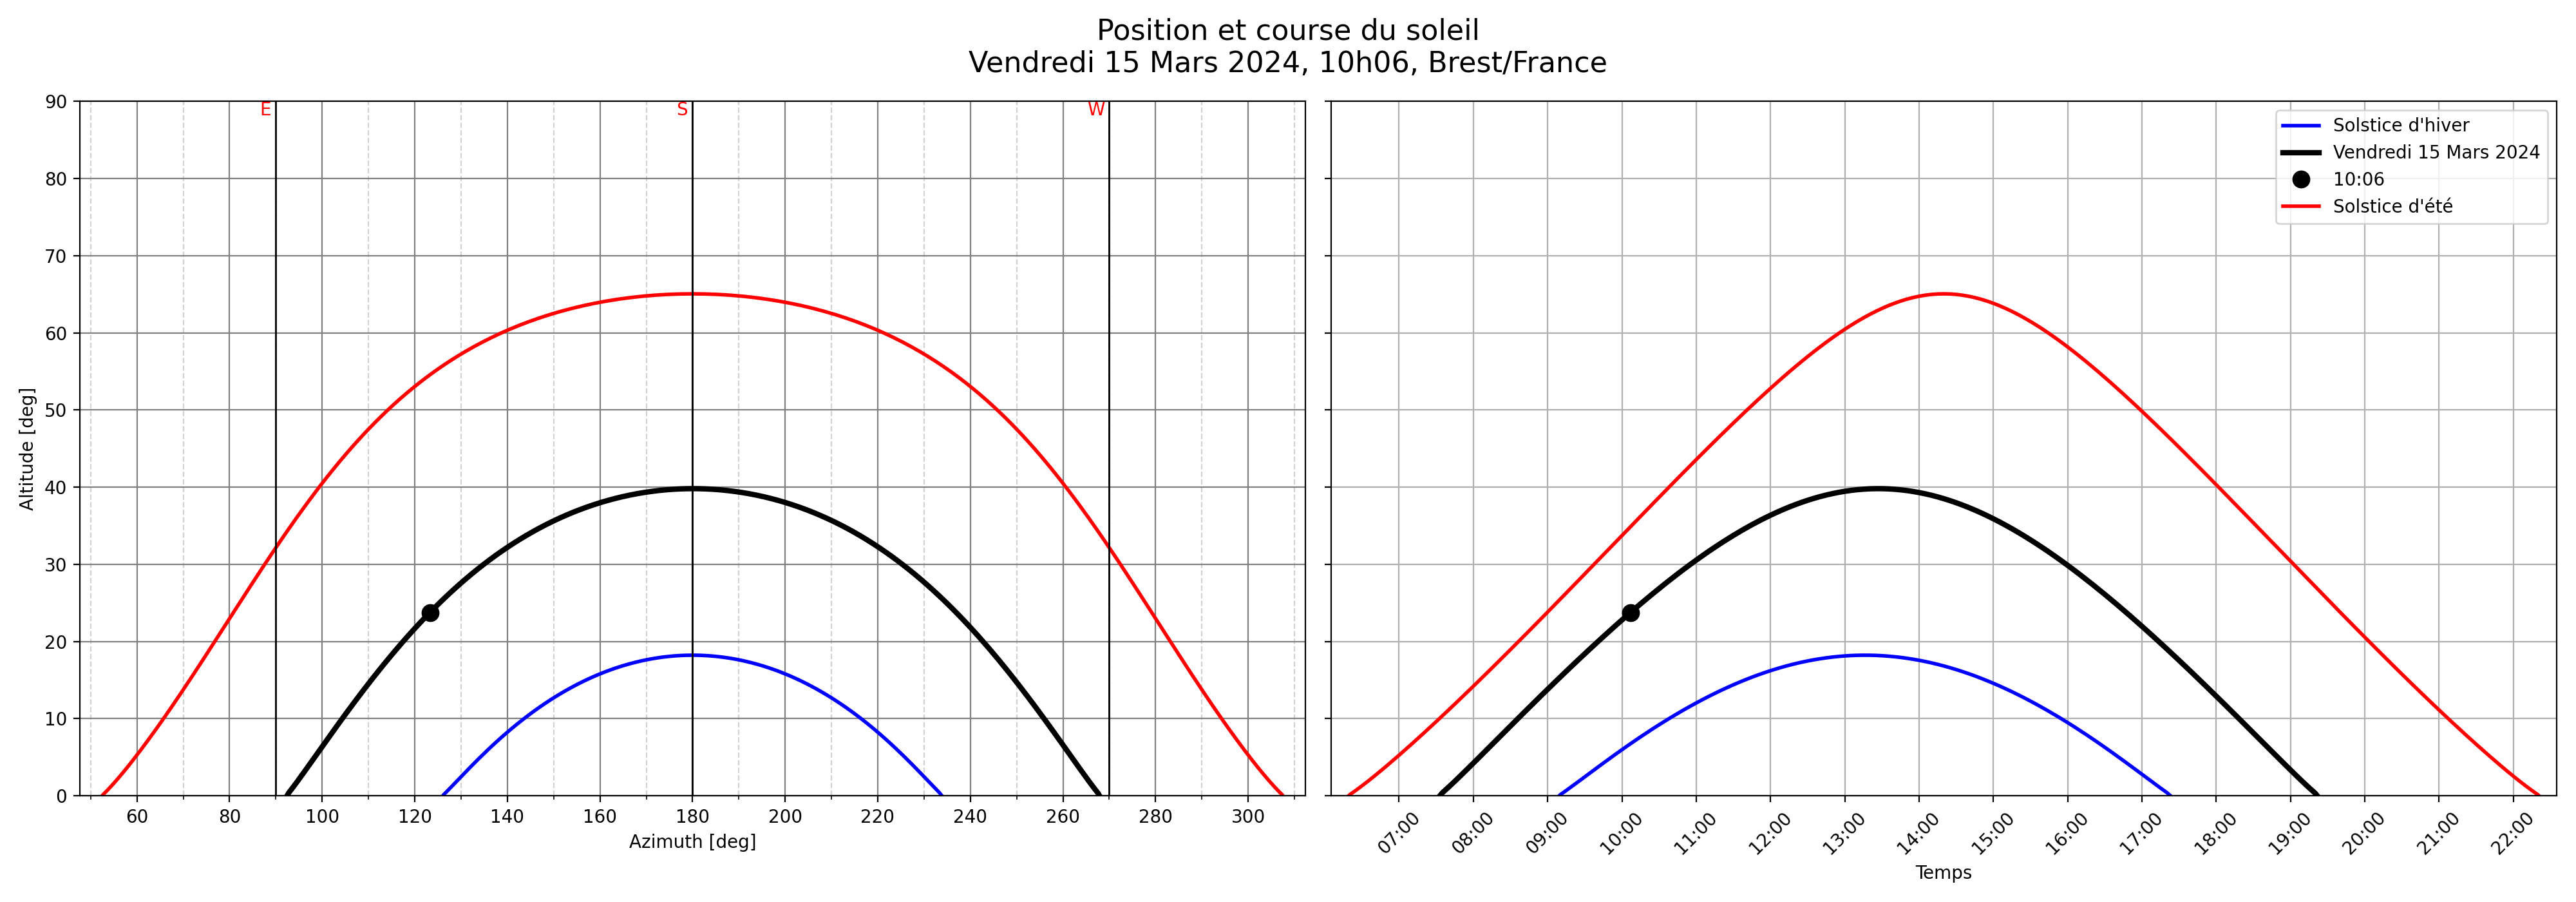 Position et course du soleil
Vendredi 15 Mars 2024, 10h06, Brest/France
E
S
W
90
80
70
60
50
40
30
20
10
0
Altitude [deg]
60 80 100 120 140 160 180 200 220 240 260 280 300
Azimuth [deg]
Solstice d'hiver
Vendredi 15 Mars 2024
10:06
Solstice d'été
07:00 08:00 09:00 10:00 11:00 12:00 13:00 14:00 15:00 16:00 17:00 18:00 19:00 20:00 21:00 22:00
Temps